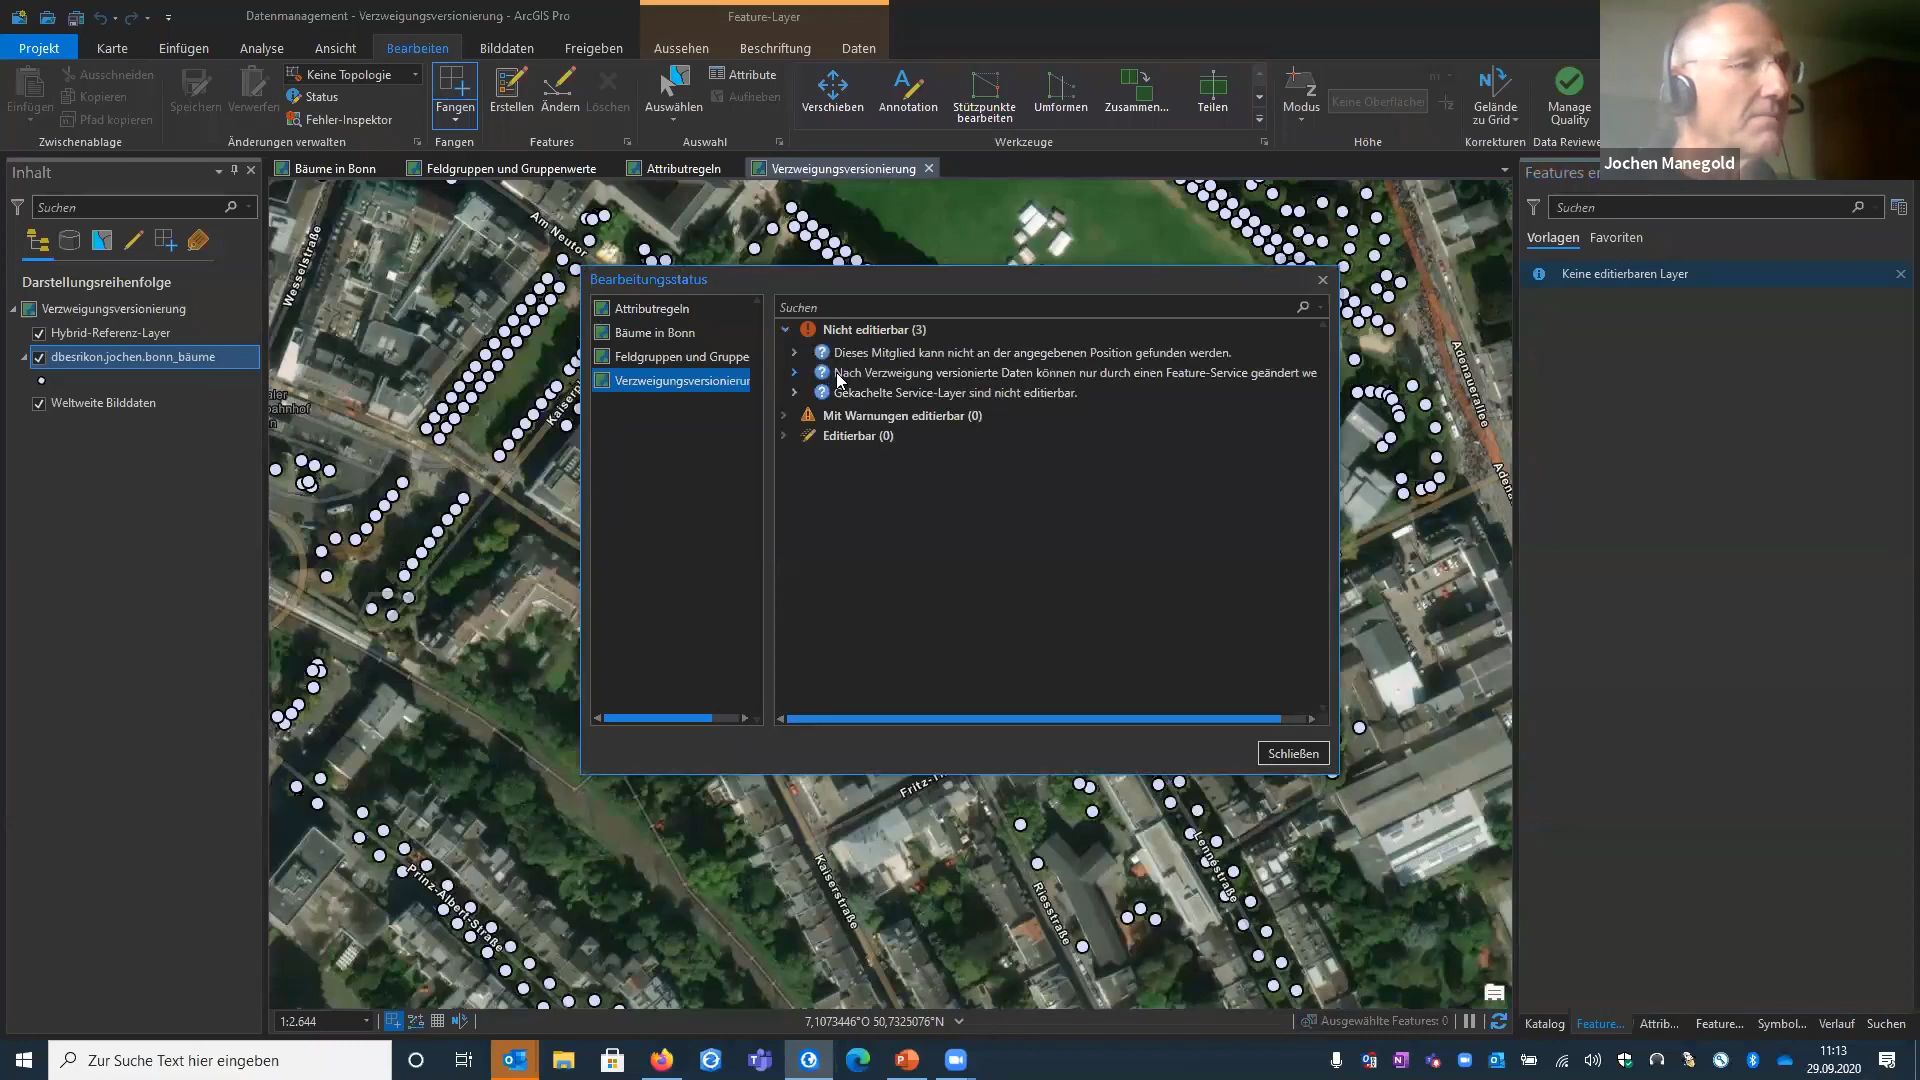 Datenmanagement - Verzweigungsversionierung - ArcGIS Pro
Feature-Layer
Projekt
Karte
Einfügen
Analyse
Ansicht
Bearbeiten
Bilddaten
Freigeben
Aussehen
Beschriftung
Daten
Einfügen
Ausschneiden
Kopieren
Pfad kopieren
Zwischenablage
Speichern
Verwerfen
Keine Topologie
Status
Fehler-Inspektor
Änderungen verwalten
Fangen
Fangen
Erstellen
Ändern
Löschen
Features
Auswählen
Attribute
Aufheben
Auswahl
Verschieben
Annotation
Stützpunkte
bearbeiten
Umformen
Zusammen...
Teilen
Werkzeuge
Modus
Keine Oberfläche
m
Höhe
Gelände
zu Grid
Korrekturen
Manage
Quality
Data Reviewe
Jochen Manegold
Inhalt
Suchen
Darstellungsreihenfolge
Verzweigungsversionierung
Hybrid-Referenz-Layer
dbesrikon.jochen.bonn_bäume
Weltweite Bilddaten
Bäume in Bonn
Feldgruppen und Gruppenwerte
Attributregeln
Verzweigungsversionierung
Wesselstraße
Am Neutor
Kaiserpl
Adenauerallee
Adena
aler
bahnhof
Fritz-T
Kaiserstraße
Riesstraße
Lennéstraße
Prinz-Albert-Straße
Bearbeitungsstatus
Attributregeln
Bäume in Bonn
Feldgruppen und Gruppe
Verzweigungsversionierur
Suchen
Nicht editierbar (3)
Dieses Mitglied kann nicht an der angegebenen Position gefunden werden.
Nach Verzweigung versionierte Daten können nur durch einen Feature-Service geändert we
Gekachelte Service-Layer sind nicht editierbar.
Mit Warnungen editierbar (0)
Editierbar (0)
Schließen
Features er
Suchen
Vorlagen
Favoriten
Keine editierbaren Layer
1:2.644
7,1073446°O 50,7325076°N
Ausgewählte Features: 0
Katalog
Feature...
Attrib...
Feature...
Symbol...
Verlauf
Suchen
Zur Suche Text hier eingeben
11:13
29.09.2020